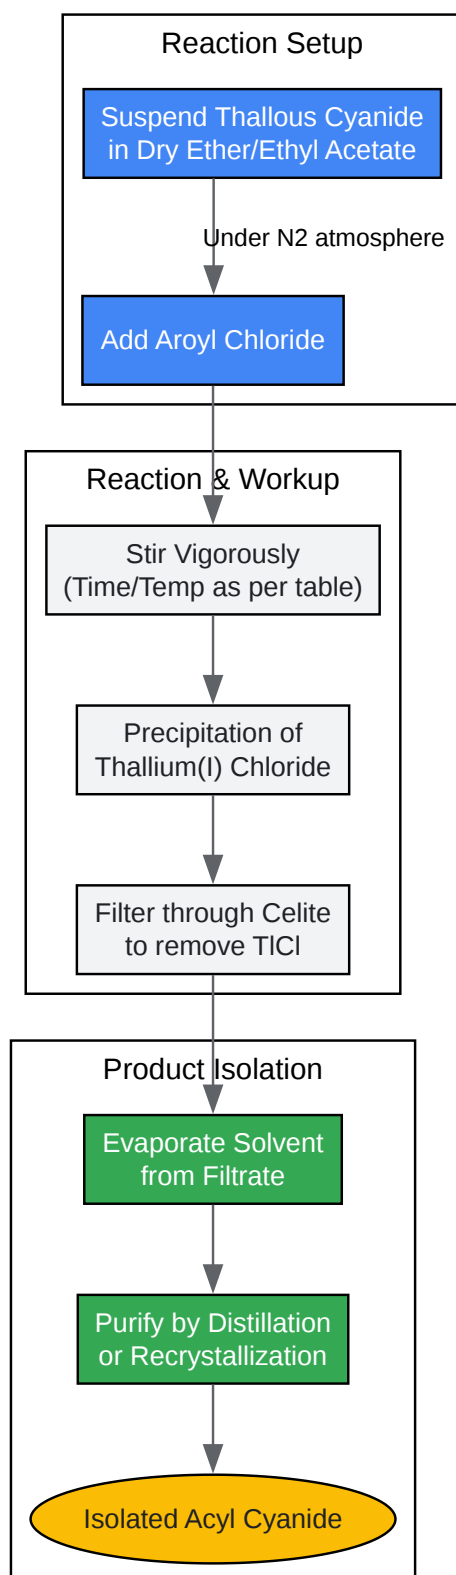 Reaction Setup
Suspend Thallous Cyanide
in Dry Ether/Ethyl Acetate
Under N2 atmosphere
Add Aroyl Chloride
Reaction & Workup
Stir Vigorously
(Time/Temp as per table)
Precipitation of
Thallium(I) Chloride
Filter through Celite
to remove TlCl
Product Isolation
Evaporate Solvent
from Filtrate
Purify by Distillation
or Recrystallization
Isolated Acyl Cyanide